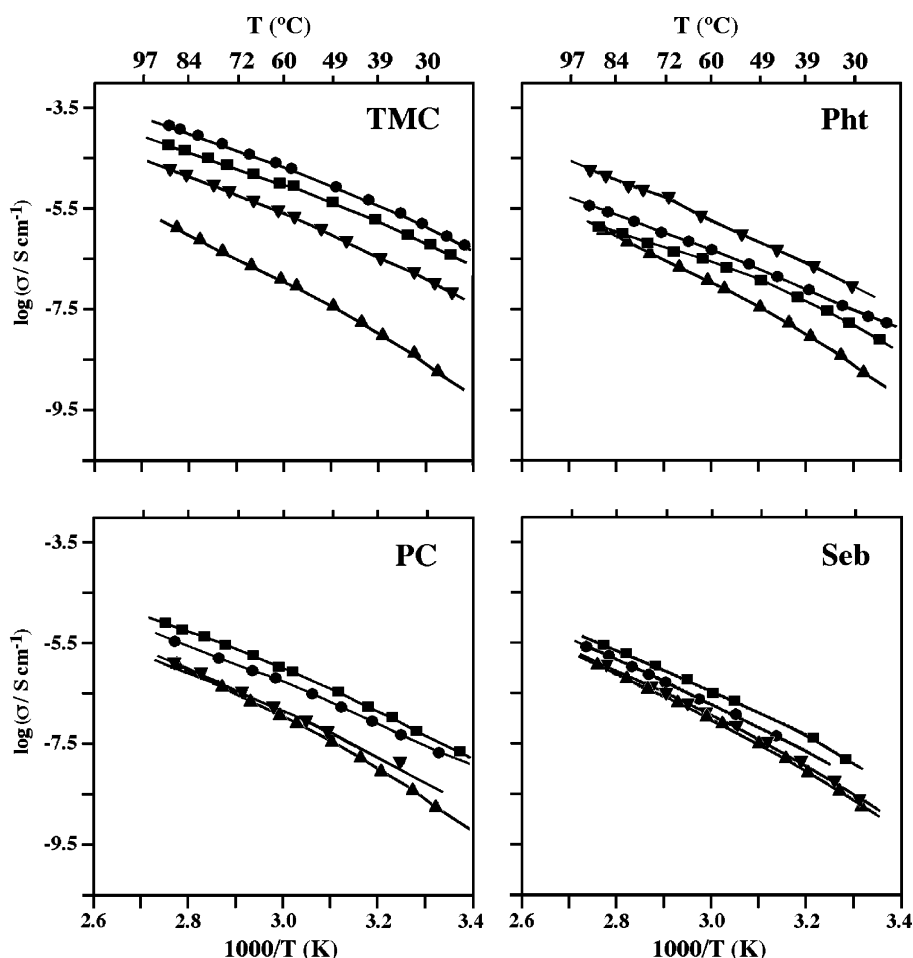 T (ºC) T (ºC)
97 84 72 60 49 39 30 97 84 72 60 49 39 30
TMC Pht
-3.5
-5.5
-7.5
-9.5
log(σ/ S cm-1)
PC Seb
-3.5
-5.5
-7.5
-9.5
log(σ/ S cm-1)
2.6 2.8 3.0 3.2 3.4 2.6 2.8 3.0 3.2 3.4
1000/T (K) 1000/T (K)